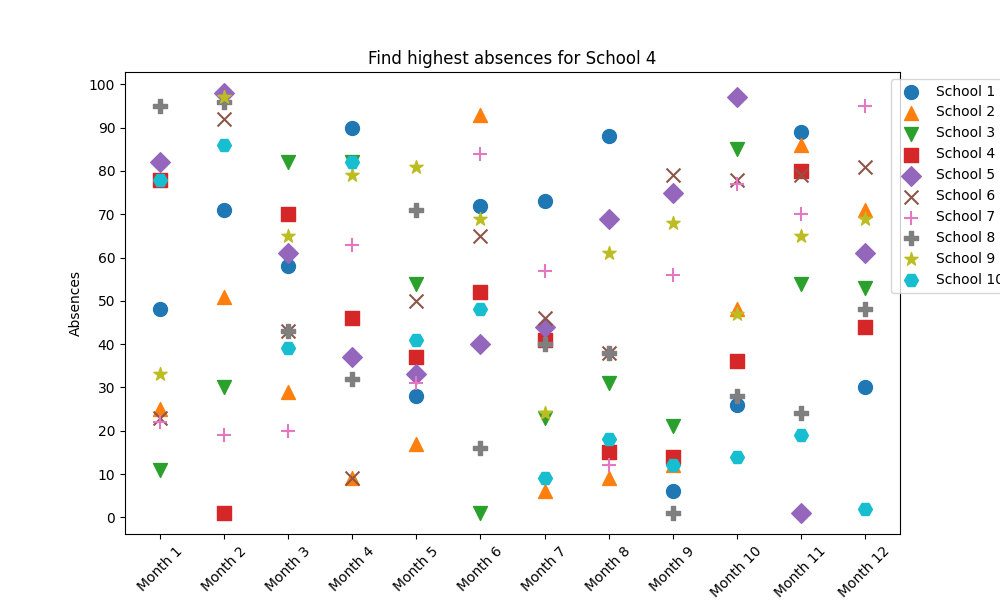 Find highest absences for School 4
Absences
100
90
80
70
60
50
40
30
20
10
0
Month 1
Month 2
Month 3
Month 4
Month 5
Month 6
Month 7
Month 8
Month 9
Month 10
Month 11
Month 12
School 1
School 2
School 3
School 4
School 5
School 6
School 7
School 8
School 9
School 10